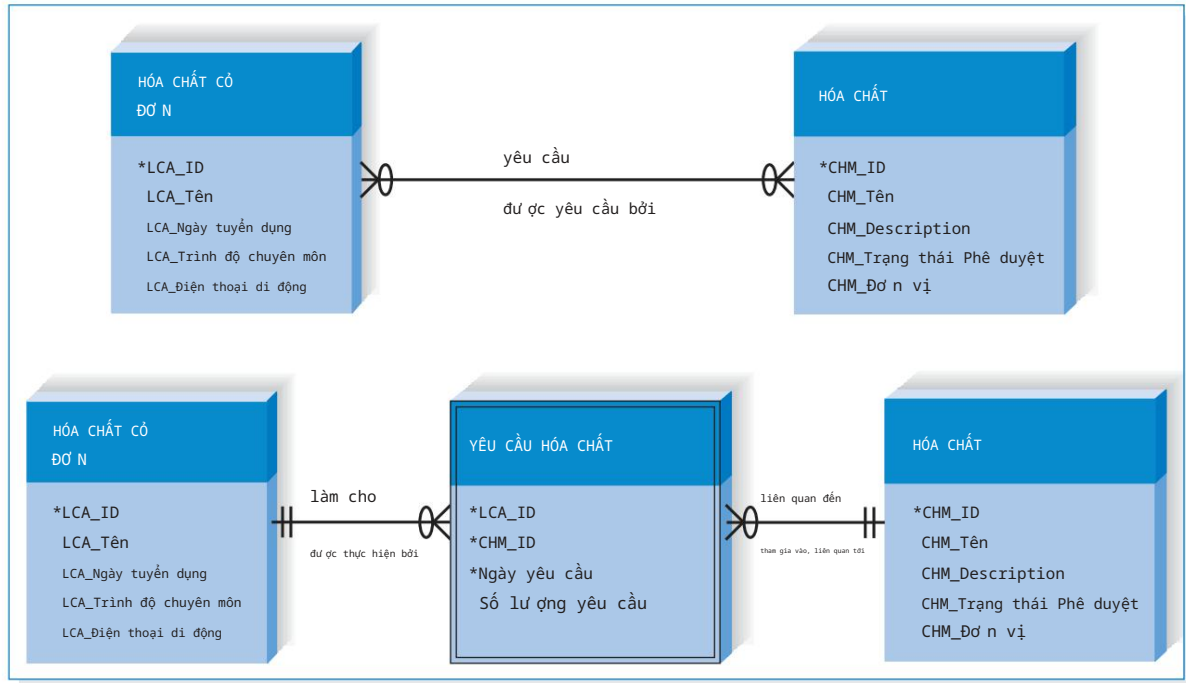 HÓA CHẤT CỎ
ĐƠ N
*LCA_ID
LCA_Tên
LCA_Ngày tuyển dụng
LCA_Trình độ chuyên môn
LCA_Điện thoại di động
yêu cầu
đư ợc yêu cầu bởi
HÓA CHẤT
*CHM_ID
CHM_Tên
CHM_Description
CHM_Trạng thái Phê duyệt
CHM_Đơ n vị
HÓA CHẤT CỎ
ĐƠ N
*LCA_ID
LCA_Tên
LCA_Ngày tuyển dụng
LCA_Trình độ chuyên môn
LCA_Điện thoại di động
làm cho
đư ợc thực hiện bởi
YÊU CẦU HÓA CHẤT
*LCA_ID
*CHM_ID
*Ngày yêu cầu
Số lư ợng yêu cầu
liên quan đến
tham gia vào, liên quan tới
HÓA CHẤT
*CHM_ID
CHM_Tên
CHM_Description
CHM_Trạng thái Phê duyệt
CHM_Đơ n vị